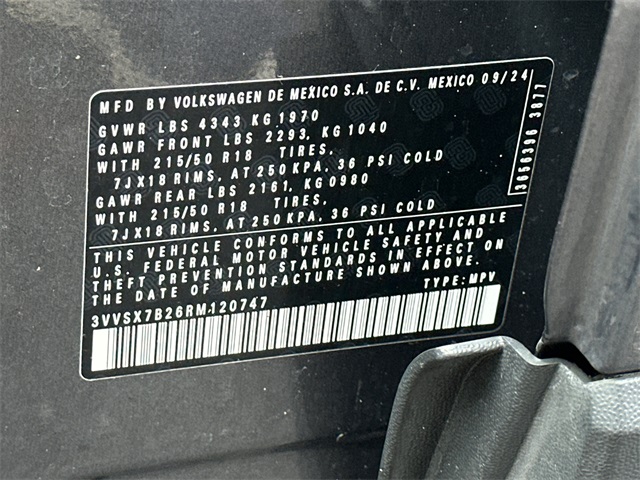 MFD BY VOLKSWAGEN DE MEXICO S.A. DE C.V. MEXICO 09/24
GVWR LBS 4343 KG 1970
GAWR FRONT LBS 2293, KG 1040
WITH 215/50 R18 TIRES,
7JX18 RIMS, AT 250 KPA, 36 PSI COLD
GAWR REAR LBS 2161, KG 0980
WITH 215/50 R18 TIRES,
7JX18 RIMS, AT 250 KPA, 36 PSI COLD
THIS VEHICLE CONFORMS TO ALL APPLICABLE
U.S. FEDERAL MOTOR VEHICLE SAFETY AND
THEFT PREVENTION STANDARDS IN EFFECT ON
THE DATE OF MANUFACTURE SHOWN ABOVE.
3VVSX7B26RM120747 TYPE: MPV
3656396 3877